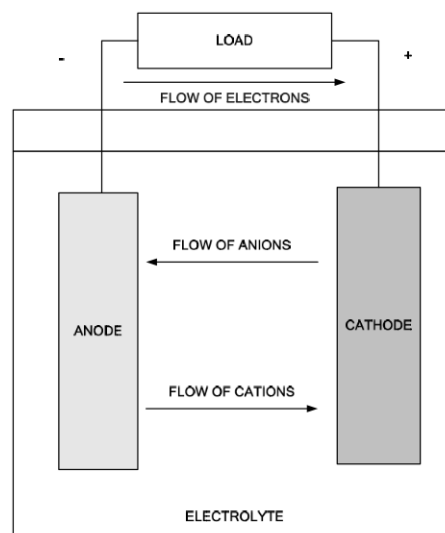 LOAD
- +
FLOW OF ELECTRONS
FLOW OF ANIONS
ANODE
CATHODE
FLOW OF CATIONS
ELECTROLYTE